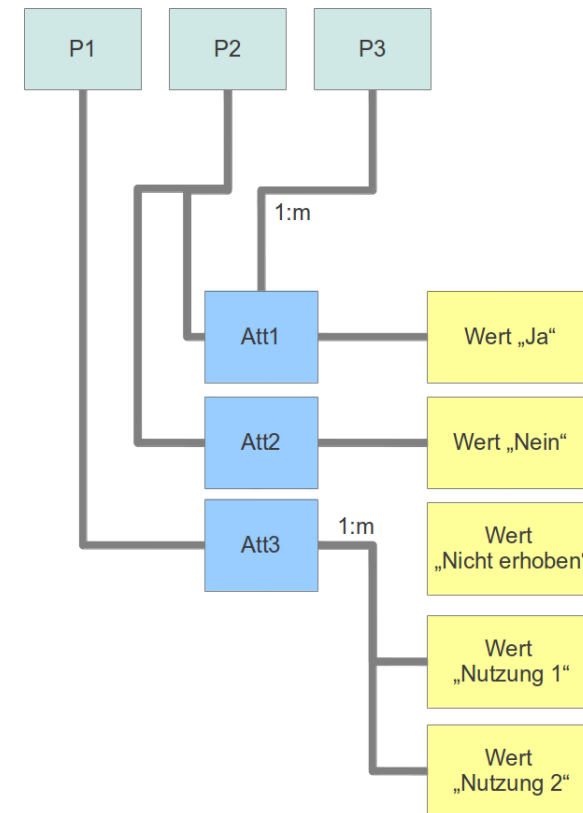 P1
P2
P3
1:m
Att1
Wert „Ja“
Att2
Wert „Nein“
Att3
1:m
Wert
„Nicht erhoben“
Wert
„Nutzung 1“
Wert
„Nutzung 2“